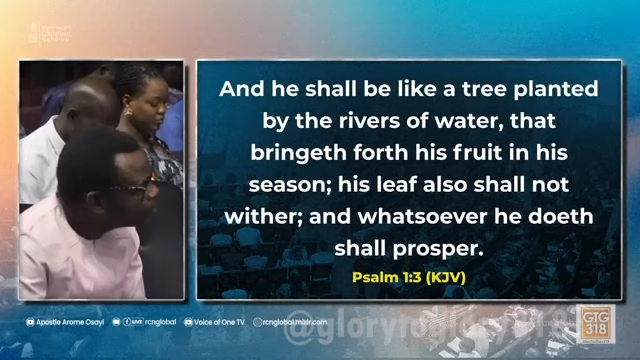 And he shall be like a tree planted
by the rivers of water, that
bringeth forth his fruit in his
season; his leaf also shall not
wither; and whatsoever he doeth
shall prosper.
Psalm 1:3 (KJV)
Apostle Arome Osayi
LIVE rcnglobal
Voice of One TV
rcnglobal.mixlr.com
GTG
318